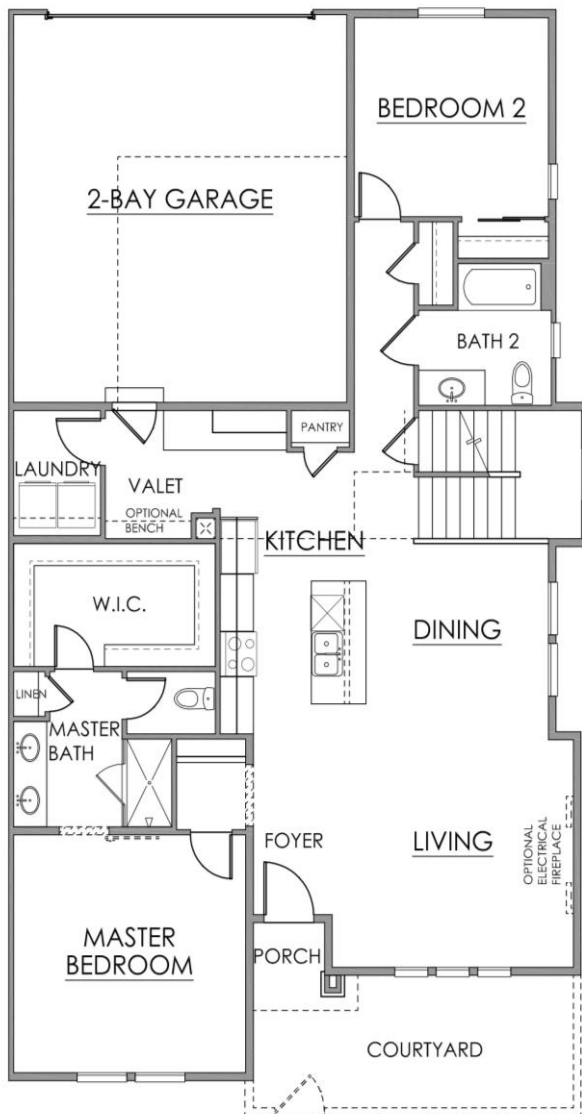 BEDROOM 2
2-BAY GARAGE
BATH 2
PANTRY
LAUNDRY
VALET
OPTIONAL
BENCH
KITCHEN
W.I.C.
DINING
LINEN
MASTER
BATH
FOYER
LIVING
OPTIONAL
ELECTRICAL
FIREPLACE
MASTER
BEDROOM
PORCH
COURTYARD